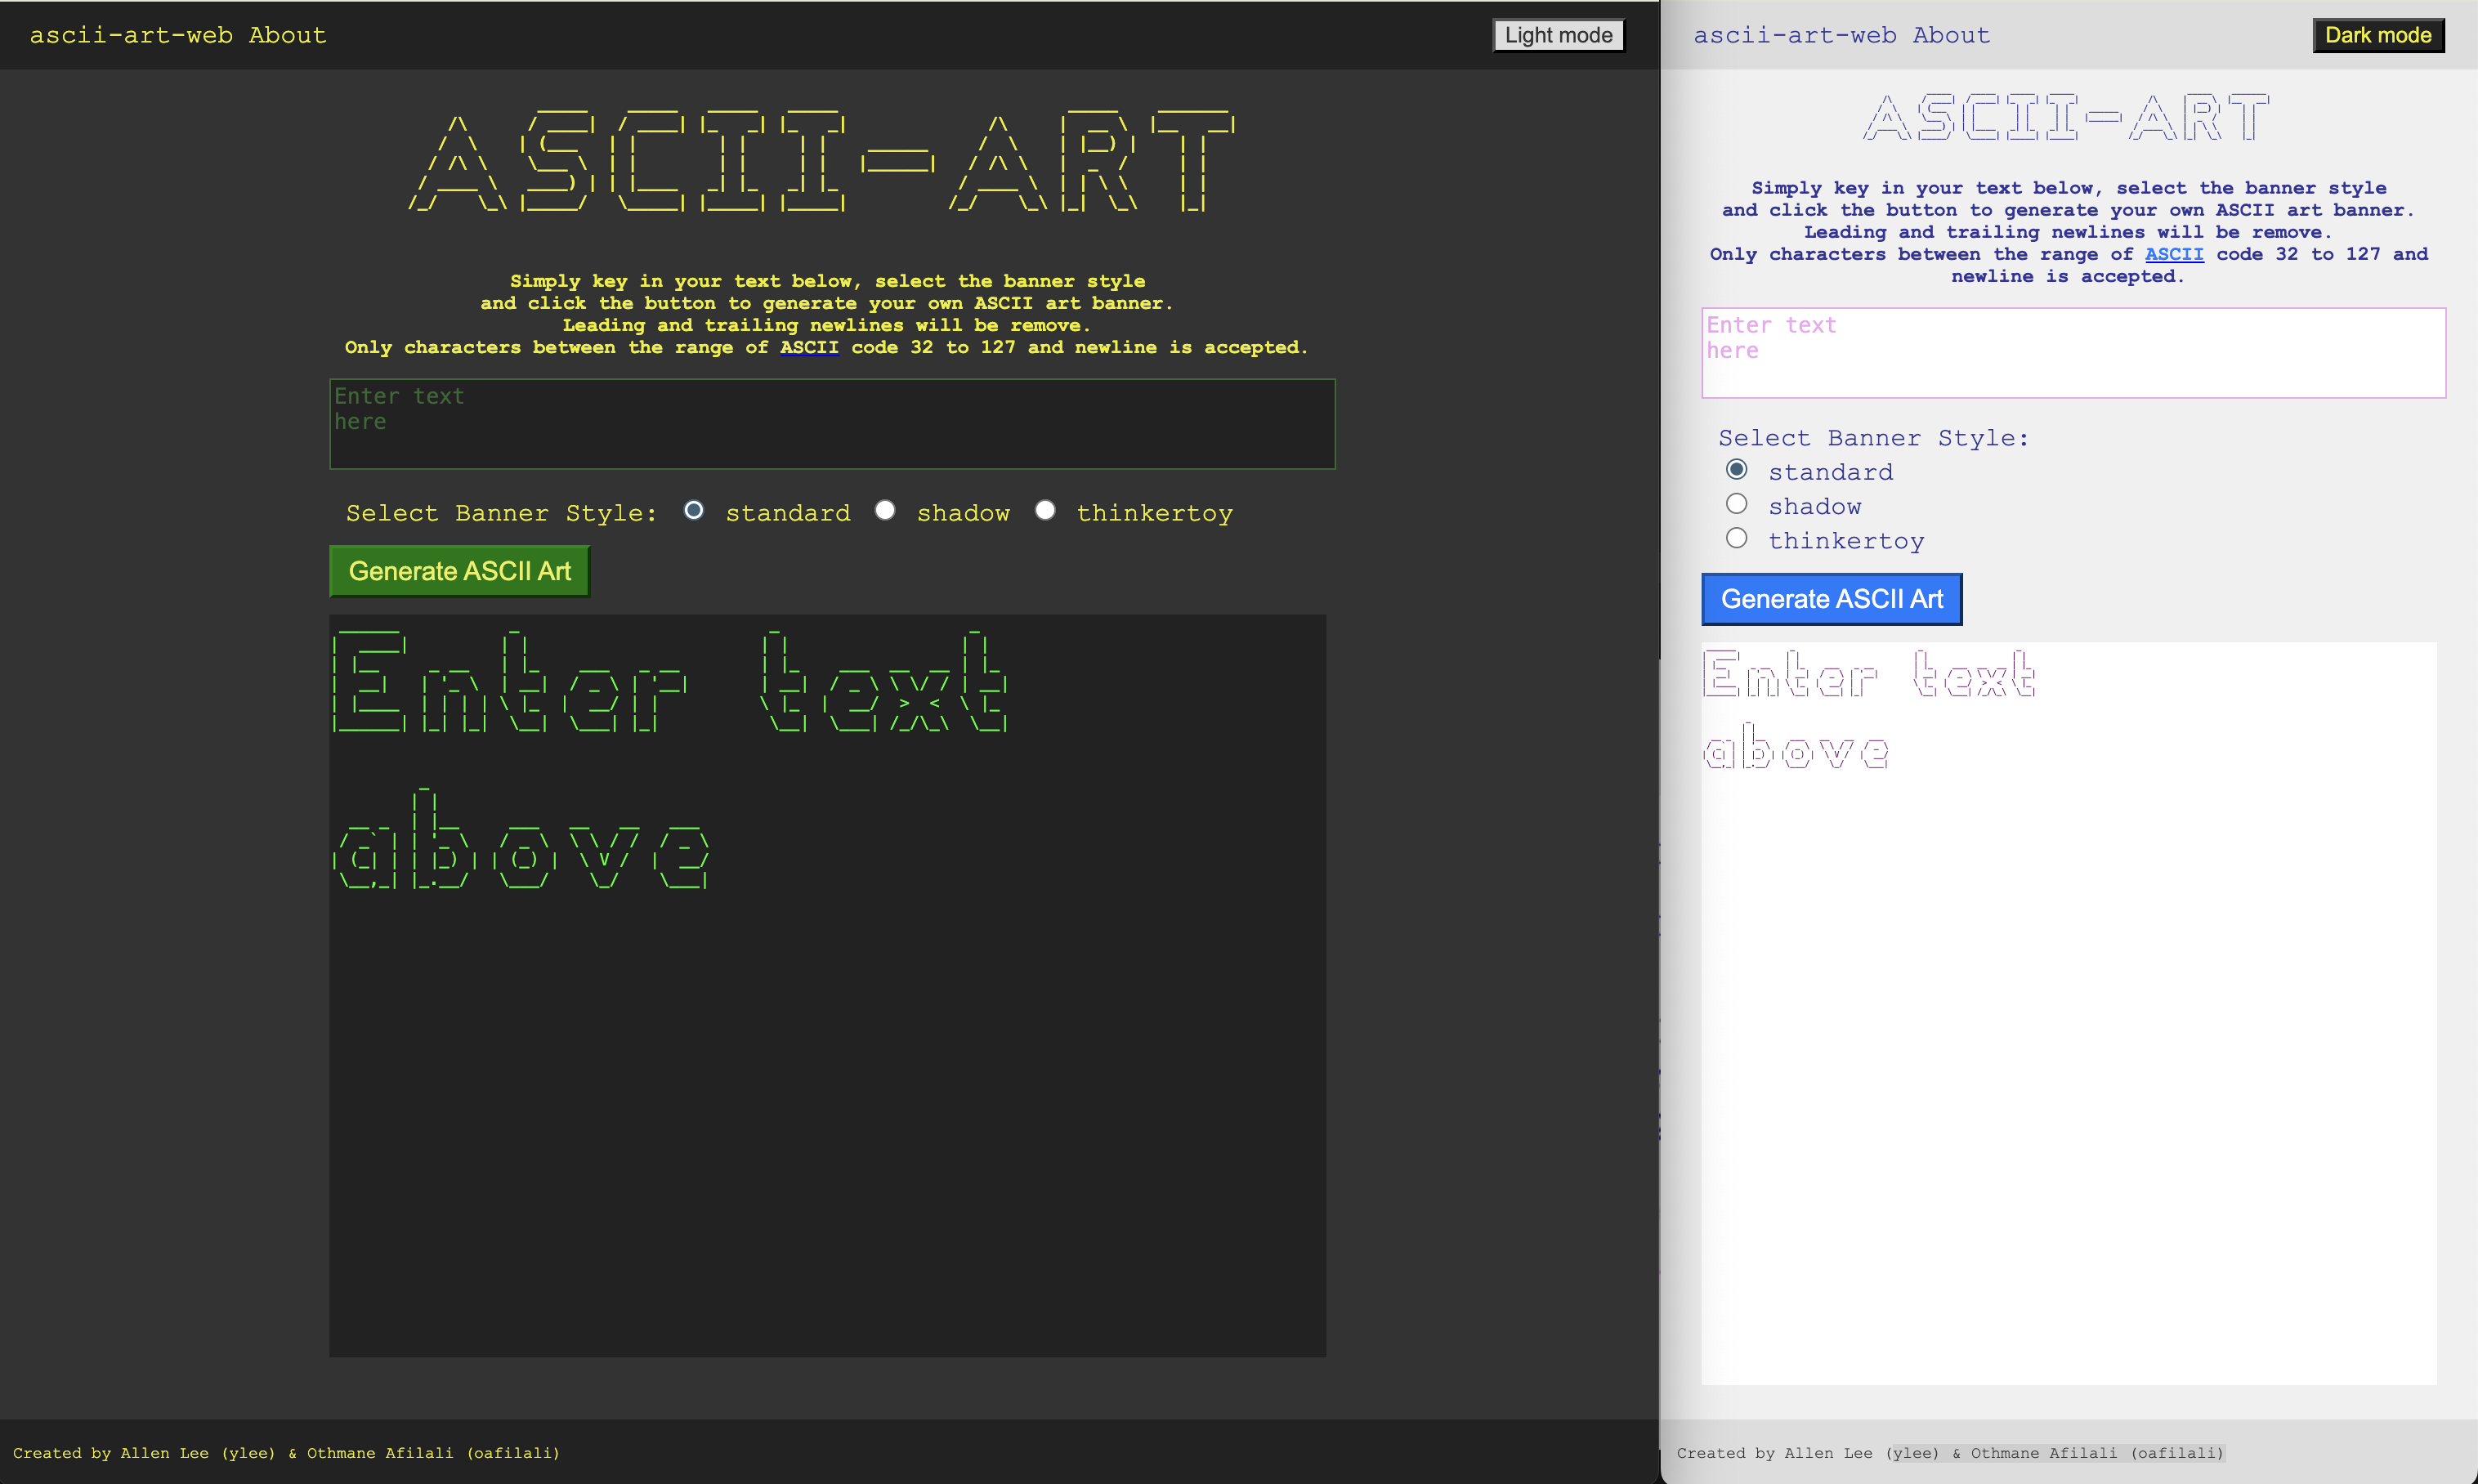 ascii-art-web About
Light mode
ASCII-ART
Simply key in your text below, select the banner style
and click the button to generate your own ASCII art banner.
Leading and trailing newlines will be remove.
Only characters between the range of ASCII code 32 to 127 and newline is accepted.
Enter text
here
Select Banner Style: standard shadow thinkertoy
Generate ASCII Art
Enter text
above
Created by Allen Lee (ylee) & Othmane Afilali (oafilali)
ascii-art-web About
Dark mode
ASCII-ART
Simply key in your text below, select the banner style
and click the button to generate your own ASCII art banner.
Leading and trailing newlines will be remove.
Only characters between the range of ASCII code 32 to 127 and
newline is accepted.
Enter text
here
Select Banner Style:
standard
shadow
thinkertoy
Generate ASCII Art
Enter text
above
Created by Allen Lee (ylee) & Othmane Afilali (oafilali)